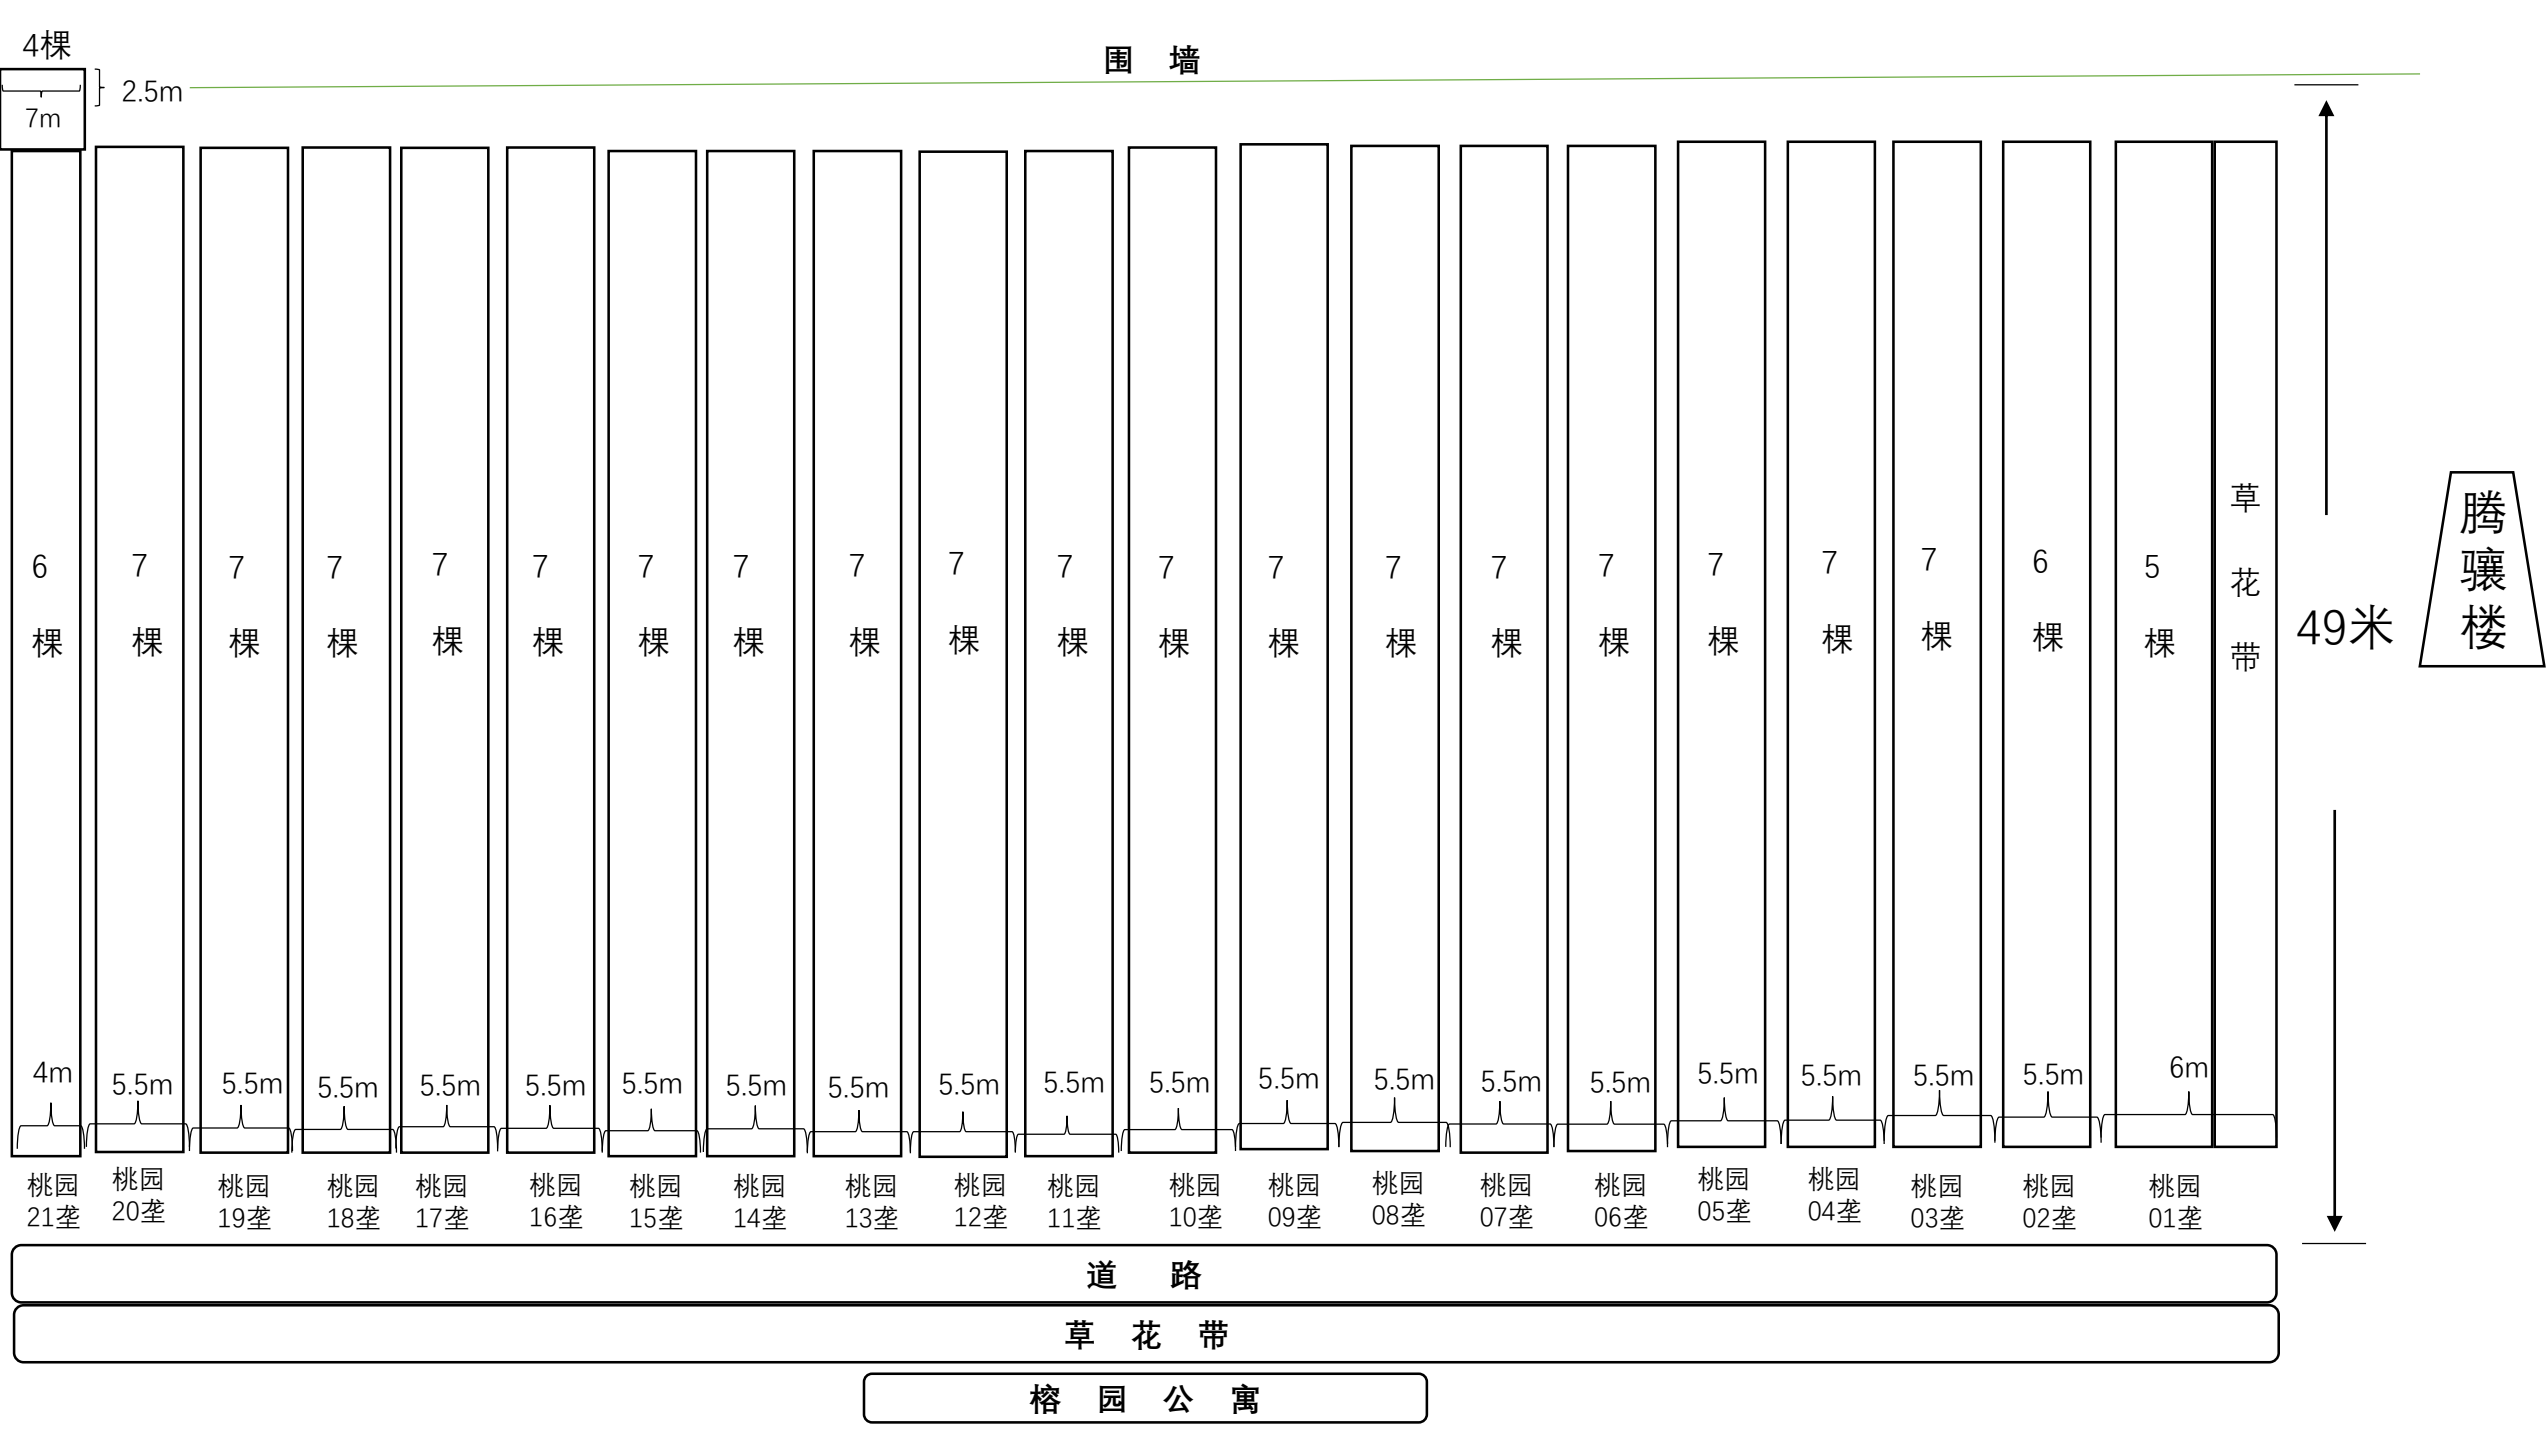 4棵
7m
2.5m
围 墙
6 7 7 7 7 7 7 7 7 7 7 7 7 7 7 7 7 7 7 6 5
棵 棵 棵 棵 棵 棵 棵 棵 棵 棵 棵 棵 棵 棵 棵 棵 棵 棵 棵 棵 棵
草
花
带
49米
腾
骧
楼
4m 5.5m 5.5m 5.5m 5.5m 5.5m 5.5m 5.5m 5.5m 5.5m 5.5m 5.5m 5.5m 5.5m 5.5m 5.5m 5.5m 5.5m 5.5m 5.5m 6m
桃园 桃园 桃园 桃园 桃园 桃园 桃园 桃园 桃园 桃园 桃园 桃园 桃园 桃园 桃园 桃园 桃园 桃园 桃园 桃园 桃园
21垄 20垄 19垄 18垄 17垄 16垄 15垄 14垄 13垄 12垄 11垄 10垄 09垄 08垄 07垄 06垄 05垄 04垄 03垄 02垄 01垄
道 路
草 花 带
榕 园 公 寓